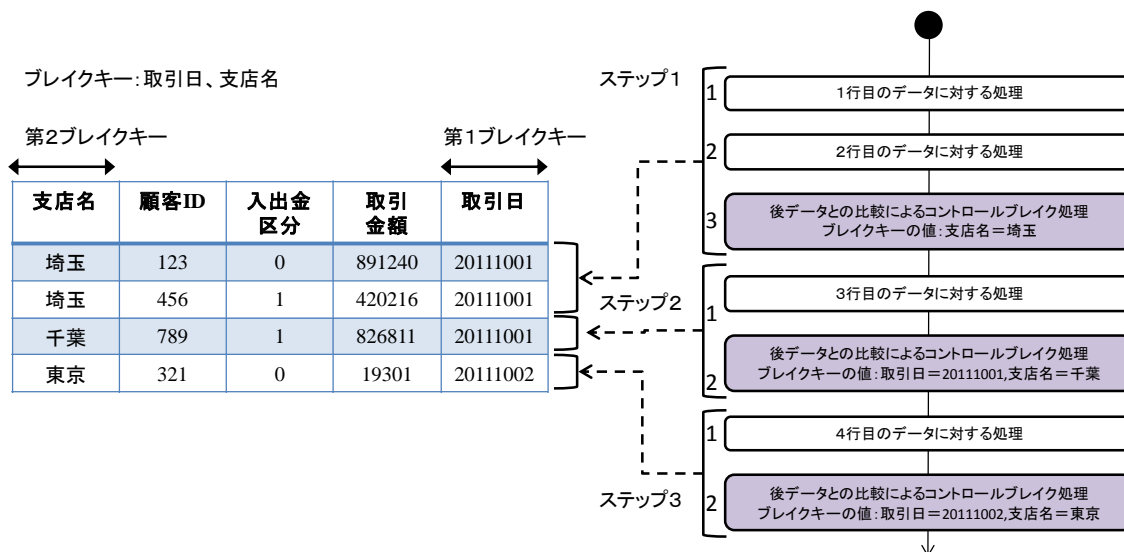 ブレイクキー:取引日、支店名
第2ブレイクキー
第1ブレイクキー
支店名 顧客ID 入出金 取引 取引日
区分 金額
埼玉 123 0 891240 20111001
埼玉 456 1 420216 20111001
千葉 789 1 826811 20111001
東京 321 0 19301 20111002
ステップ1
1
1行目のデータに対する処理
2
2行目のデータに対する処理
3
後データとの比較によるコントロールブレイク処理
ブレイクキーの値:支店名=埼玉
ステップ2
1
3行目のデータに対する処理
2
後データとの比較によるコントロールブレイク処理
ブレイクキーの値:取引日=20111001,支店名=千葉
ステップ3
1
4行目のデータに対する処理
2
後データとの比較によるコントロールブレイク処理
ブレイクキーの値:取引日=20111002,支店名=東京